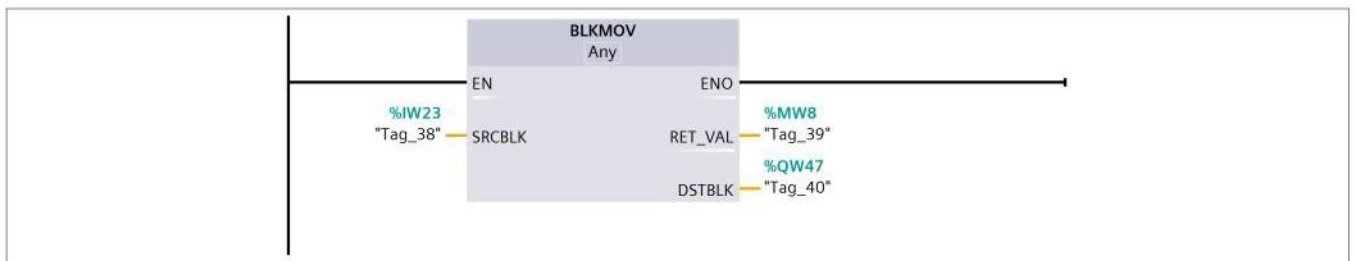 BLKMOV
Any
EN ENO
%IW23 %MW8
"Tag_38" SRCBLK RET_VAL "Tag_39"
%QW47
DSTBLK "Tag_40"